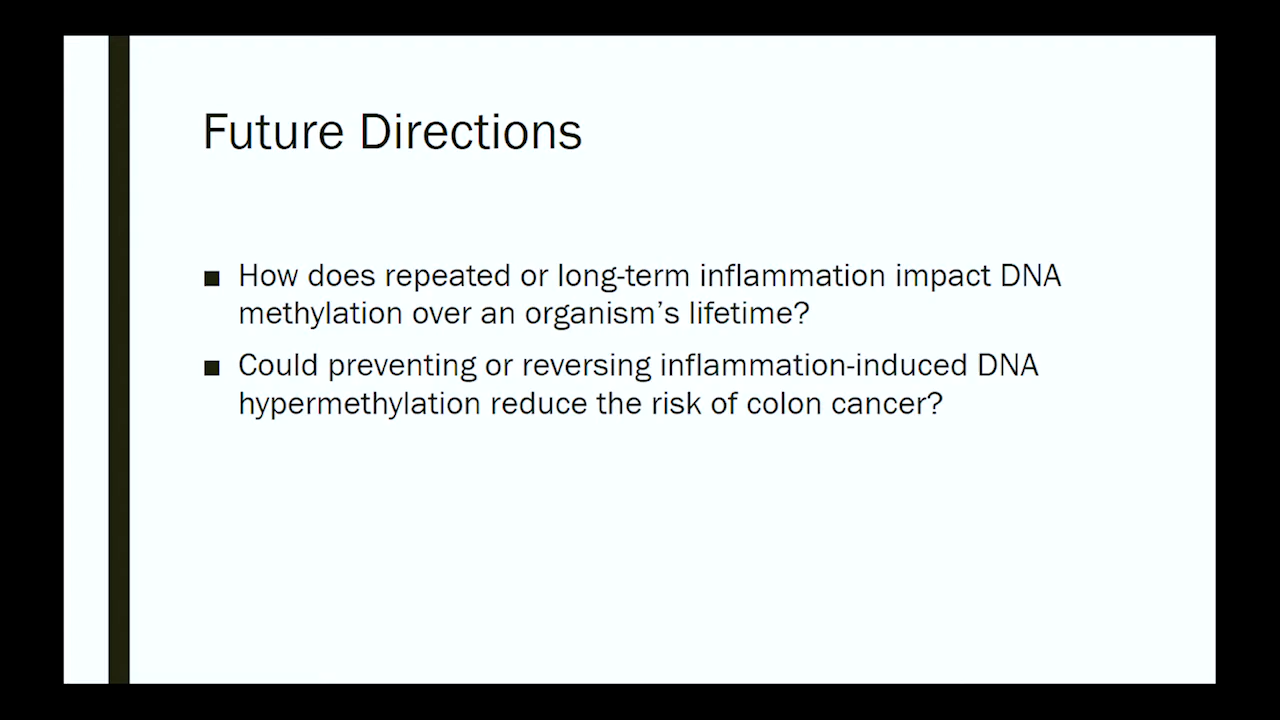 Future Directions
■ How does repeated or long-term inflammation impact DNA
methylation over an organism’s lifetime?
■ Could preventing or reversing inflammation-induced DNA
hypermethylation reduce the risk of colon cancer?